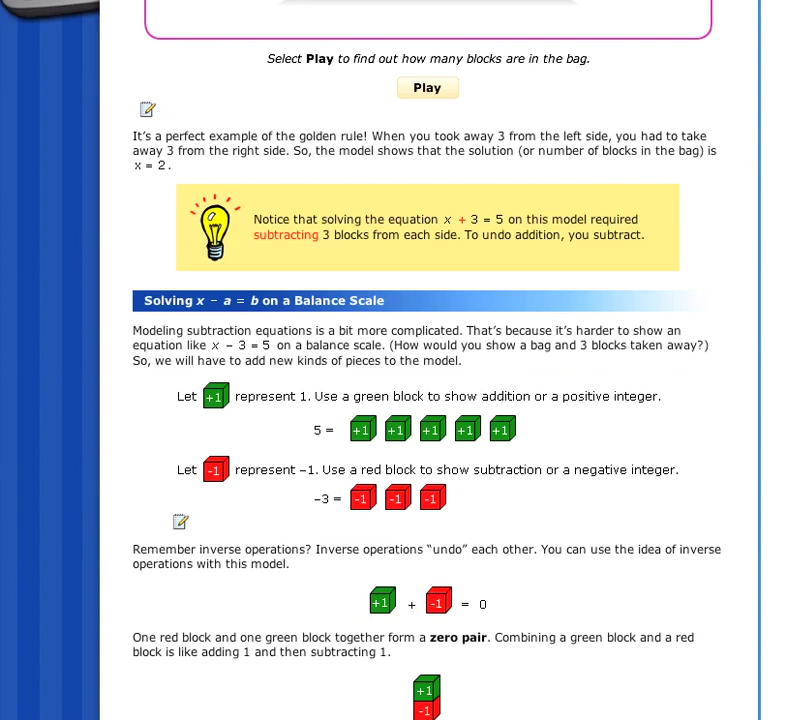 Select Play to find out how many blocks are in the bag.
Play
It's a perfect example of the golden rule! When you took away 3 from the left side, you had to take
away 3 from the right side. So, the model shows that the solution (or number of blocks in the bag) is
x = 2.
Notice that solving the equation x + 3 = 5 on this model required
subtracting 3 blocks from each side. To undo addition, you subtract.
Solving x − a = b on a Balance Scale
Modeling subtraction equations is a bit more complicated. That's because it's harder to show an
equation like x − 3 = 5 on a balance scale. (How would you show a bag and 3 blocks taken away?)
So, we will have to add new kinds of pieces to the model.
Let +1 represent 1. Use a green block to show addition or a positive integer.
5 = +1 +1 +1 +1 +1
Let -1 represent −1. Use a red block to show subtraction or a negative integer.
−3 = -1 -1 -1
Remember inverse operations? Inverse operations “undo” each other. You can use the idea of inverse
operations with this model.
+1 + -1 = 0
One red block and one green block together form a zero pair. Combining a green block and a red
block is like adding 1 and then subtracting 1.
+1
-1